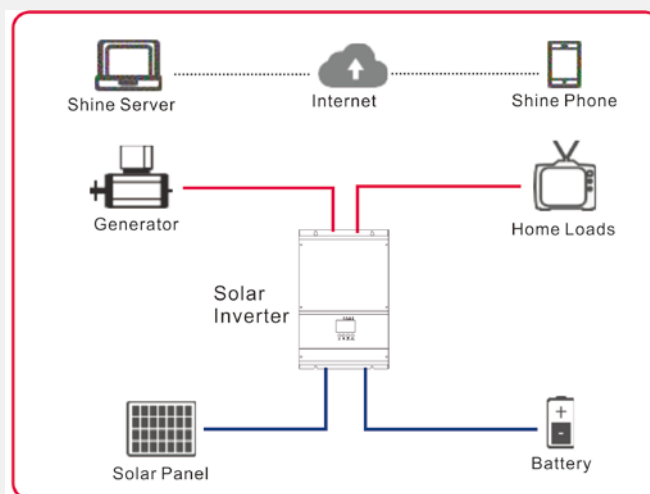 Shine Server
Internet
Shine Phone
Generator
Home Loads
Solar
Inverter
Solar Panel
Battery